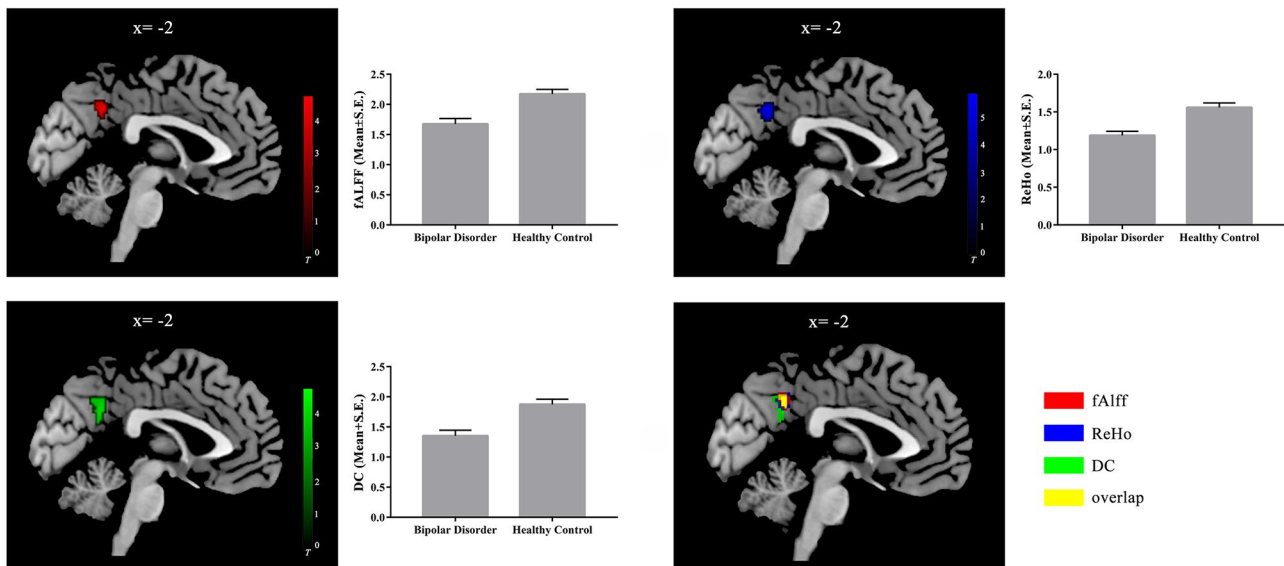 x= -2
4
3
2
1
0
T
fALFF (Mean±S.E.)
2.5
2.0
1.5
1.0
0.5
0.0
Bipolar Disorder Healthy Control
x= -2
5
4
3
2
1
0
T
ReHo (Mean±S.E.)
2.0
1.5
1.0
0.5
0.0
Bipolar Disorder Healthy Control
x= -2
4
3
2
1
0
T
DC (Mean±S.E.)
2.5
2.0
1.5
1.0
0.5
0.0
Bipolar Disorder Healthy Control
x= -2
fAlff
ReHo
DC
overlap